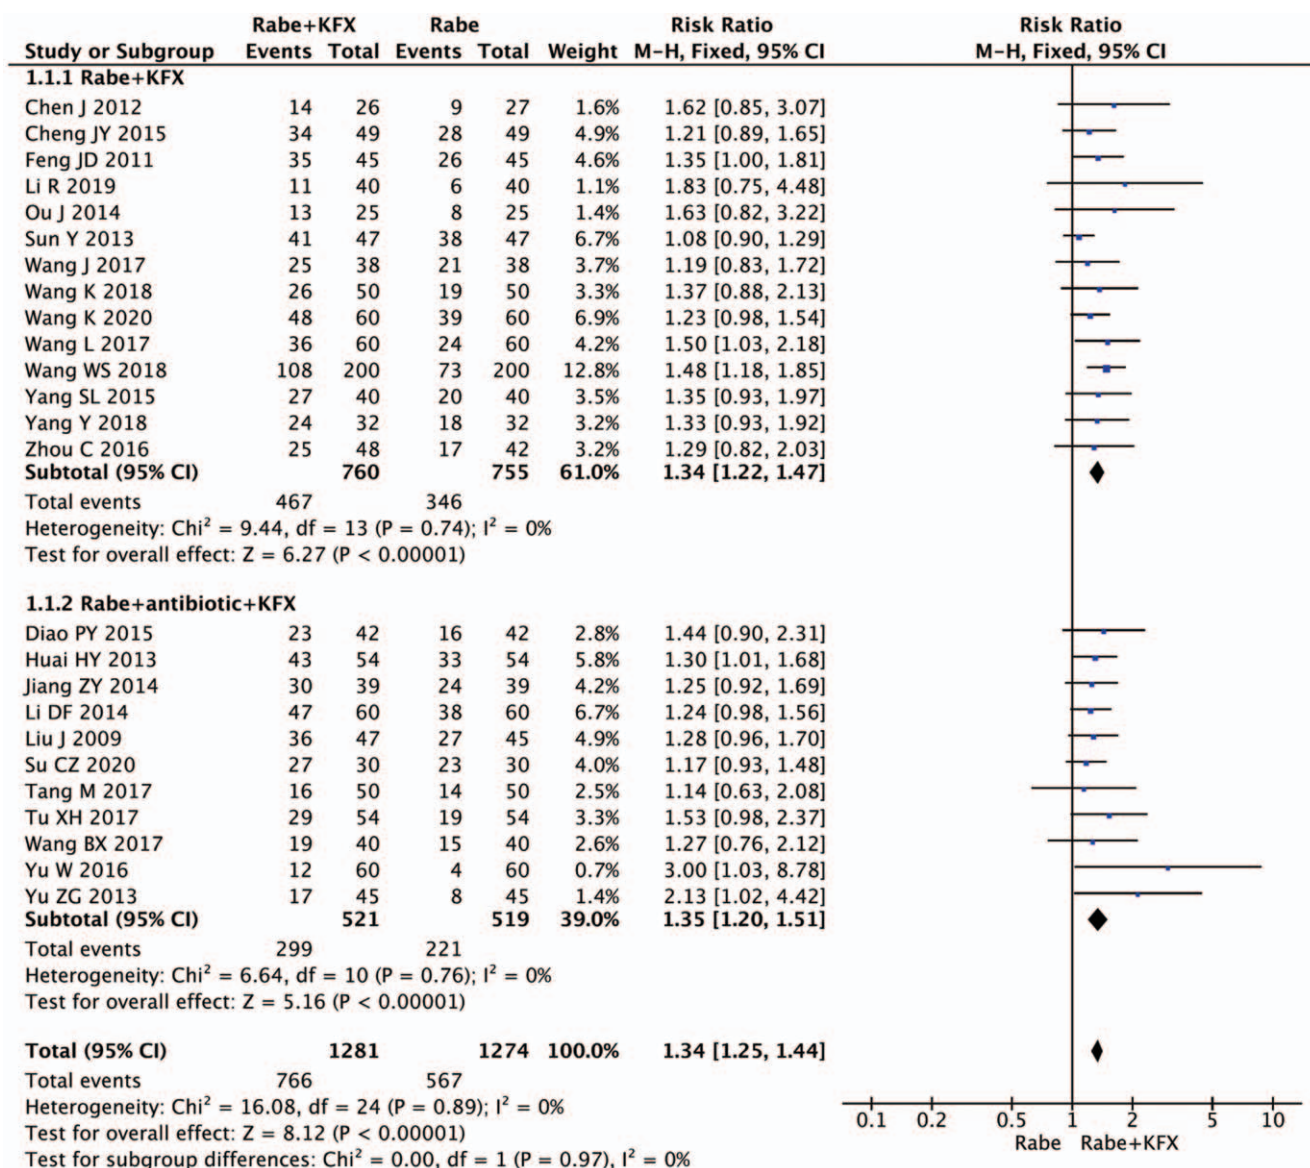 Rabe+KFX Rabe Risk Ratio Risk Ratio
Study or Subgroup Events Total Events Total Weight M-H, Fixed, 95% CI M-H, Fixed, 95% CI
1.1.1 Rabe+KFX
Chen J 2012 14 26 9 27 1.6% 1.62 [0.85, 3.07]
Cheng JY 2015 34 49 28 49 4.9% 1.21 [0.89, 1.65]
Feng JD 2011 35 45 26 45 4.6% 1.35 [1.00, 1.81]
Li R 2019 11 40 6 40 1.1% 1.83 [0.75, 4.48]
Ou J 2014 13 25 8 25 1.4% 1.63 [0.82, 3.22]
Sun Y 2013 41 47 38 47 6.7% 1.08 [0.90, 1.29]
Wang J 2017 25 38 21 38 3.7% 1.19 [0.83, 1.72]
Wang K 2018 26 50 19 50 3.3% 1.37 [0.88, 2.13]
Wang K 2020 48 60 39 60 6.9% 1.23 [0.98, 1.54]
Wang L 2017 36 60 24 60 4.2% 1.50 [1.03, 2.18]
Wang WS 2018 108 200 73 200 12.8% 1.48 [1.18, 1.85]
Yang SL 2015 27 40 20 40 3.5% 1.35 [0.93, 1.97]
Yang Y 2018 24 32 18 32 3.2% 1.33 [0.93, 1.92]
Zhou C 2016 25 48 17 42 3.2% 1.29 [0.82, 2.03]
Subtotal (95% CI) 760 755 61.0% 1.34 [1.22, 1.47]
Total events 467 346
Heterogeneity: Chi² = 9.44, df = 13 (P = 0.74); I² = 0%
Test for overall effect: Z = 6.27 (P < 0.00001)
1.1.2 Rabe+antibiotic+KFX
Diao PY 2015 23 42 16 42 2.8% 1.44 [0.90, 2.31]
Huai HY 2013 43 54 33 54 5.8% 1.30 [1.01, 1.68]
Jiang ZY 2014 30 39 24 39 4.2% 1.25 [0.92, 1.69]
Li DF 2014 47 60 38 60 6.7% 1.24 [0.98, 1.56]
Liu J 2009 36 47 27 45 4.9% 1.28 [0.96, 1.70]
Su CZ 2020 27 30 23 30 4.0% 1.17 [0.93, 1.48]
Tang M 2017 16 50 14 50 2.5% 1.14 [0.63, 2.08]
Tu XH 2017 29 54 19 54 3.4% 1.53 [0.98, 2.37]
Wang BX 2017 19 40 15 40 2.6% 1.27 [0.76, 2.12]
Yu W 2016 12 60 4 60 0.7% 3.00 [1.03, 8.78]
Yu ZG 2013 17 45 8 45 1.4% 2.13 [1.02, 4.42]
Subtotal (95% CI) 521 519 39.0% 1.35 [1.20, 1.51]
Total events 299 221
Heterogeneity: Chi² = 6.64, df = 10 (P = 0.76); I² = 0%
Test for overall effect: Z = 5.16 (P < 0.00001)
Total (95% CI) 1281 1274 100.0% 1.34 [1.25, 1.44]
Total events 766 567
Heterogeneity: Chi² = 16.08, df = 24 (P = 0.89); I² = 0%
Test for overall effect: Z = 8.12 (P < 0.00001)
Test for subgroup differences: Chi² = 0.00, df = 1 (P = 0.97), I² = 0%
0.1 0.2 0.5 1 2 5 10
Rabe Rabe+KFX